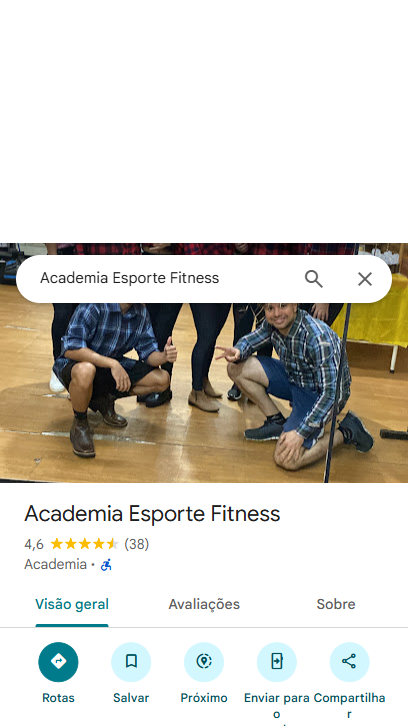 Academia Esporte Fitness
Academia Esporte Fitness
4,6 (38)
Academia ·
Visão geral Avaliações Sobre
Rotas Salvar Próximo Enviar para Compartilha
o r